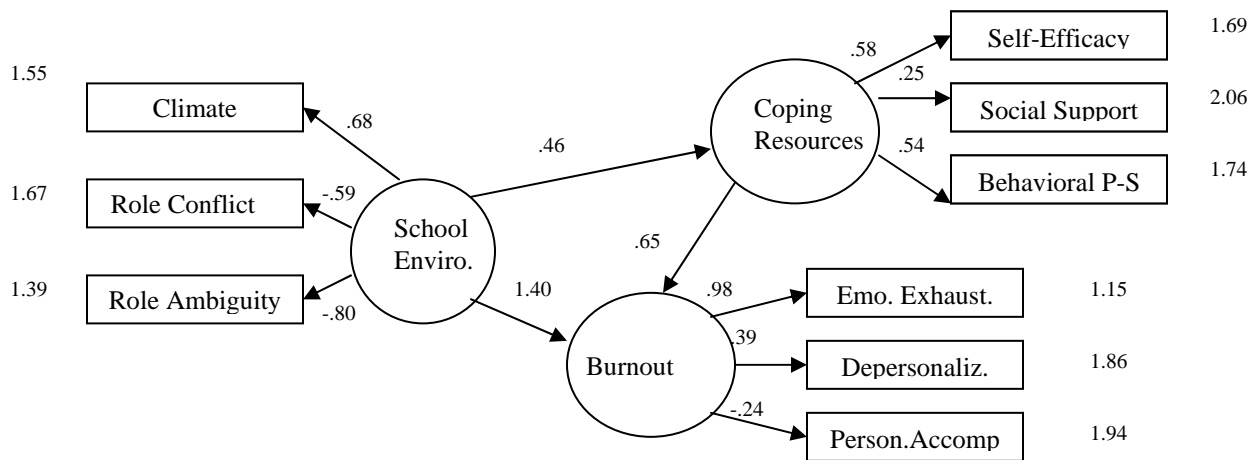 Self-Efficacy
1.69
.58
1.55
.25
Climate
Coping
Resources
Social Support
2.06
.68
.46
.54
Behavioral P-S
1.74
1.67
Role Conflict
-.59
School
Enviro.
.65
1.39
Role Ambiguity
-.80
1.40
.98
Emo. Exhaust.
1.15
.39
Burnout
Depersonaliz.
1.86
-.24
Person.Accomp
1.94